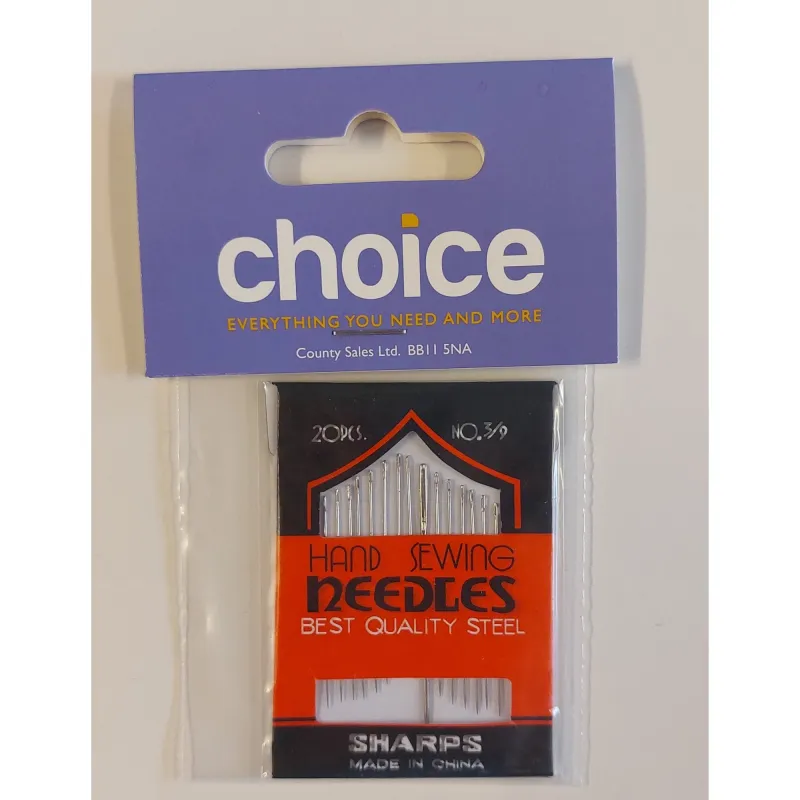 choice
EVERYTHING YOU NEED AND MORE
County Sales Ltd. BB11 5NA
20PCS. NO.3/9
HAND SEWING
NEEDLES
BEST QUALITY STEEL
SHARPS
MADE IN CHINA